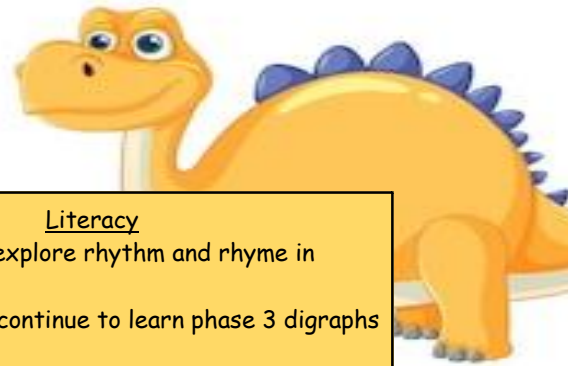 Literacy
explore rhythm and rhyme in
continue to learn phase 3 digraphs